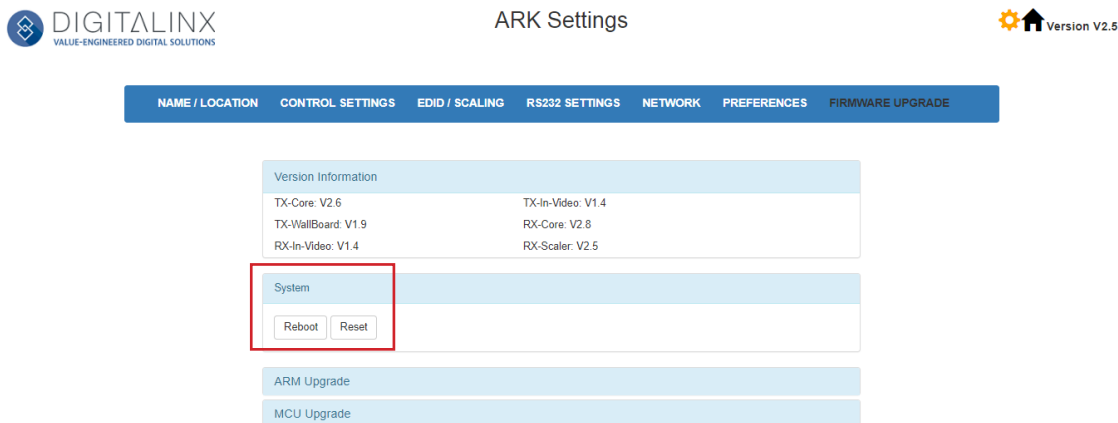 DIGITALINX
VALUE-ENGINEERED DIGITAL SOLUTIONS
ARK Settings
Version V2.5
NAME / LOCATION CONTROL SETTINGS EDID / SCALING RS232 SETTINGS NETWORK PREFERENCES FIRMWARE UPGRADE
Version Information
TX-Core: V2.6 TX-In-Video: V1.4
TX-WallBoard: V1.9 RX-Core: V2.8
RX-In-Video: V1.4 RX-Scaler: V2.5
System
Reboot Reset
ARM Upgrade
MCU Upgrade